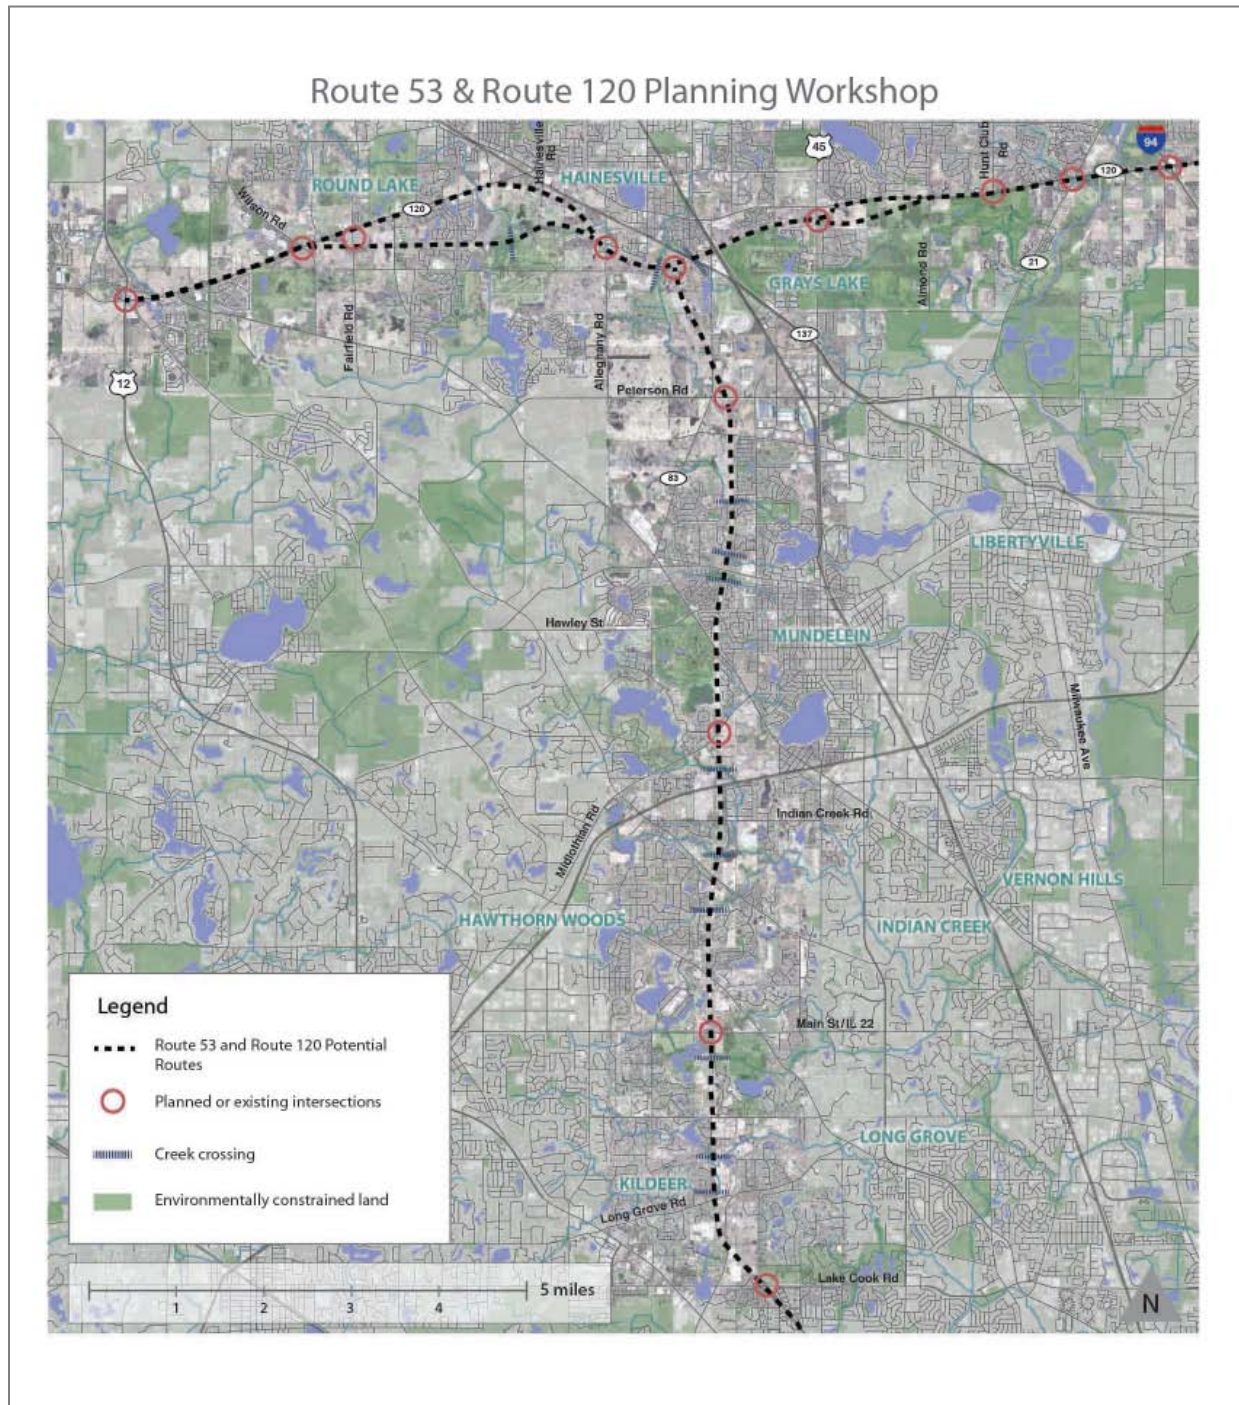 Route 53 & Route 120 Planning Workshop
Hainesville
Rd
45
Hunt Club
Rd
94
ROUND LAKE
HAINESVILLE
120
Wilson Rd
120
21
GRAYS LAKE
Almond Rd
Fairfield Rd
Alleghany Rd
137
12
Peterson Rd
83
LIBERTYVILLE
Hawley St
MUNDELEIN
Milwaukee Ave
Midlothian Rd
Indian Creek Rd
VERNON HILLS
HAWTHORN WOODS
INDIAN CREEK
Main St/IL 22
LONG GROVE
KILDEER
Long Grove Rd
Lake Cook Rd
Legend
Route 53 and Route 120 Potential
Routes
Planned or existing intersections
Creek crossing
Environmentally constrained land
1 2 3 4 5 miles
N